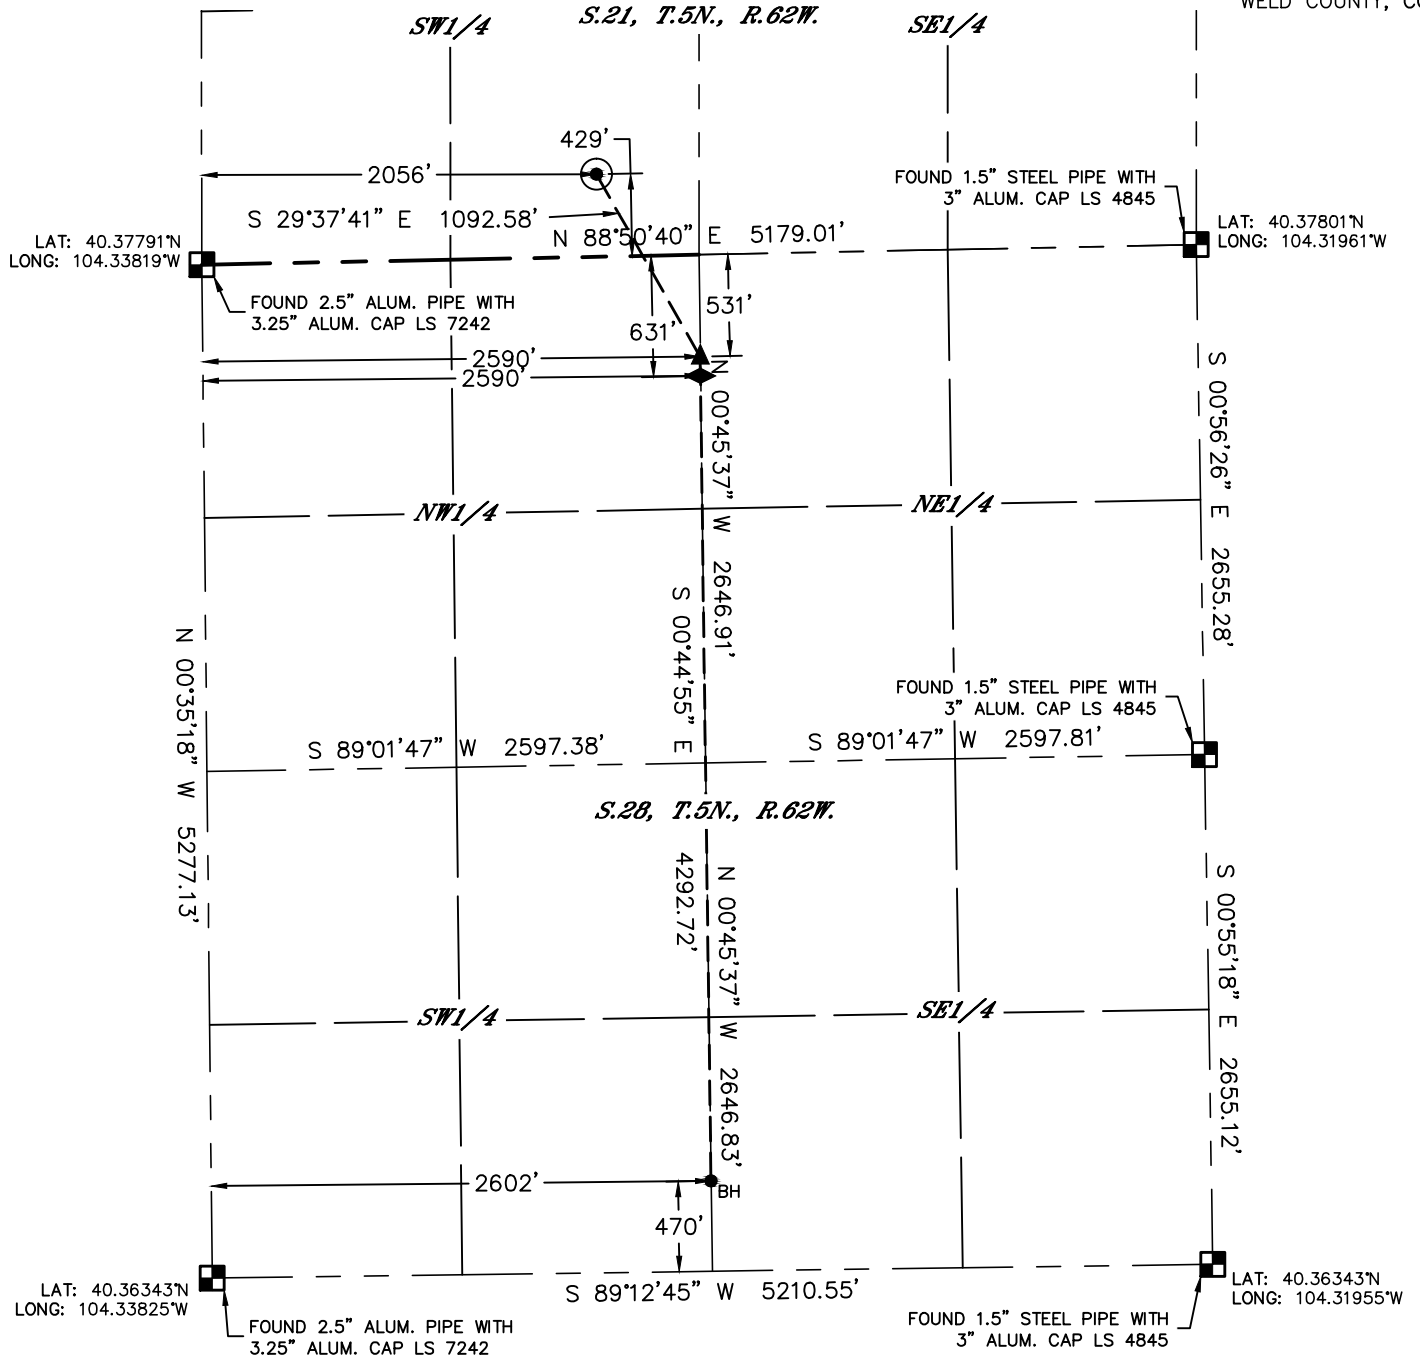 WELD COUNTY, CO
SW1/4
S.21, T.5N., R.62W.
SE1/4
429'
2056'
FOUND 1.5" STEEL PIPE WITH
3" ALUM. CAP LS 4845
S 29°37'41" E 1092.58'
LAT: 40.37791°N
LONG: 104.33819°W
N 88°50'40" E 5179.01'
LAT: 40.37801°N
LONG: 104.31961°W
FOUND 2.5" ALUM. PIPE WITH
3.25" ALUM. CAP LS 7242
531'
631'
2590'
2590'
N 00°45'37" W 2646.91'
S 00°56'26" E 2655.28'
NW1/4
NE1/4
S 00°44'55" E
4292.72'
N 00°35'18" W 5277.13'
FOUND 1.5" STEEL PIPE WITH
3" ALUM. CAP LS 4845
S 89°01'47" W 2597.38'
S 89°01'47" W 2597.81'
S.28, T.5N., R.62W.
N 00°45'37" W 2646.83'
S 00°55'18" E 2655.12'
SW1/4
SE1/4
2602'
BH
470'
LAT: 40.36343°N
LONG: 104.33825°W
S 89°12'45" W 5210.55'
LAT: 40.36343°N
LONG: 104.31955°W
FOUND 2.5" ALUM. PIPE WITH
3.25" ALUM. CAP LS 7242
FOUND 1.5" STEEL PIPE WITH
3" ALUM. CAP LS 4845